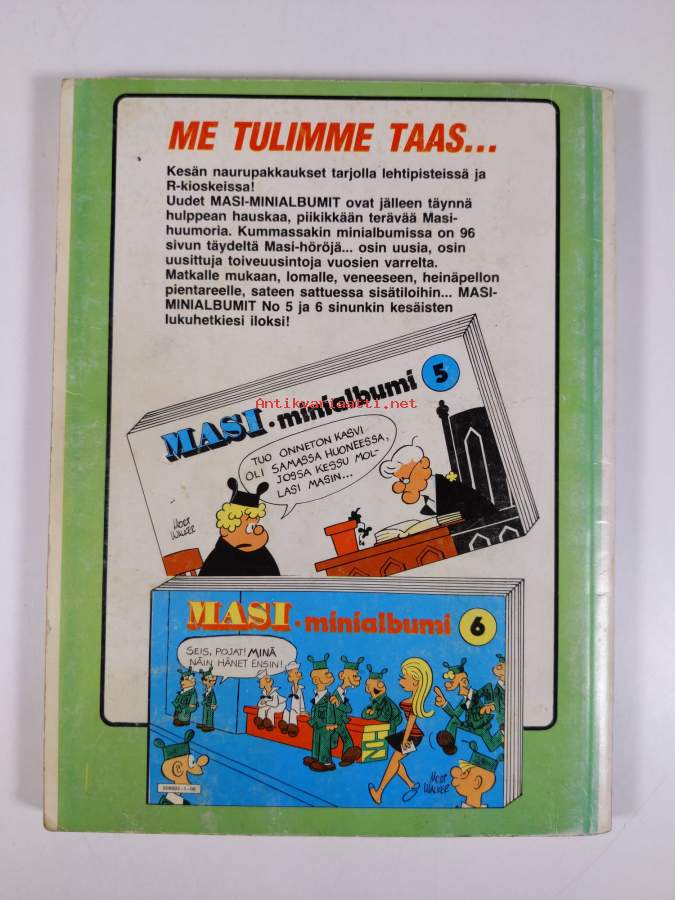 ME TULIMME TAAS...
Kesän naurupakkaukset tarjolla lehtipisteissä ja
R-kioskeissa!
Uudet MASI-MINIALBUMIT ovat jälleen täynnä
hulppean hauskaa, piikikkään terävää Masi-
huumoria. Kummassakin minialbumissa on 96
sivun täydeltä Masi-höröjä... osin uusia, osin
uusittuja toiveuusintoja vuosien varrelta.
Matkalle mukaan, lomalle, veneeseen, heinäpellon
pientareelle, sateen sattuessa sisätiloihin... MASI-
MINIALBUMIT No 5 ja 6 sinunkin kesäisten
lukuhetkiesi iloksi!
Antikvariaatti.net
MASI • minialbumi 5
TUO ONNETON KASVI
OLI SAMASSA HUONEESSA,
JOSSA KESSU MOL-
LASI MASIN...
MORT
WALKER
MASI • minialbumi 6
SEIS, POJAT! MINÄ
NÄIN HÄNET ENSIN!
MORT
WALKER